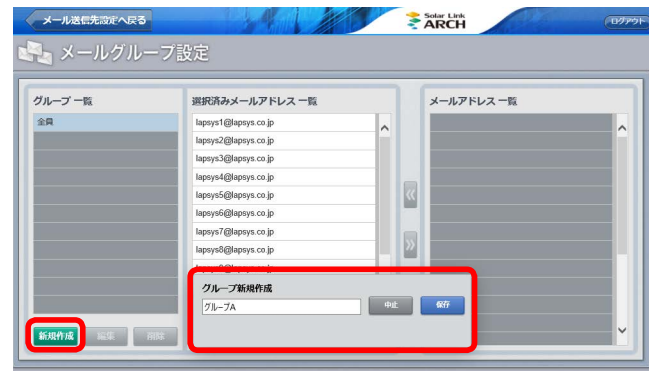 メール送信先設定へ戻る
Solar Link
ARCH
ログアウト
メールグループ設定
グループ 一覧
選択済みメールアドレス 一覧
メールアドレス 一覧
全員
lapsys1@lapsys.co.jp
lapsys2@lapsys.co.jp
lapsys3@lapsys.co.jp
lapsys4@lapsys.co.jp
lapsys5@lapsys.co.jp
lapsys6@lapsys.co.jp
lapsys7@lapsys.co.jp
lapsys8@lapsys.co.jp
グループ新規作成
グループA
中止
保存
新規作成
編集
削除